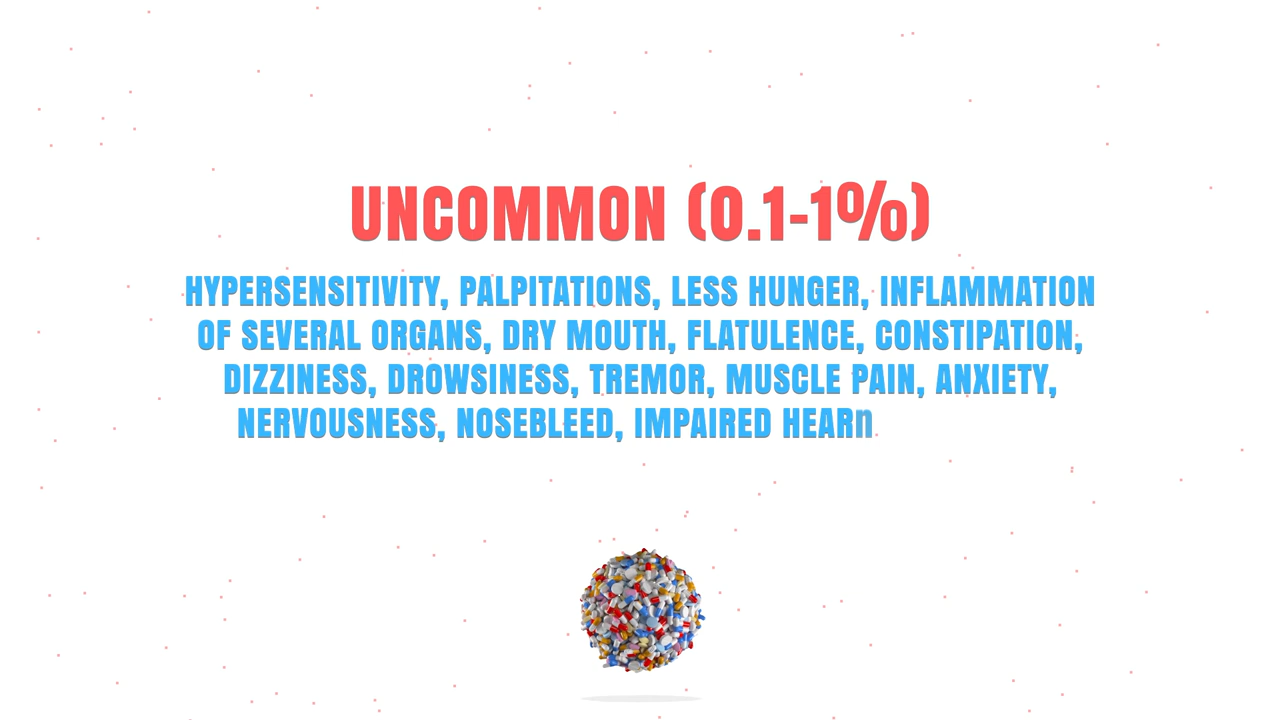 UNCOMMON (0.1-1%)
HYPERSENSITIVITY, PALPITATIONS, LESS HUNGER, INFLAMMATION
OF SEVERAL ORGANS, DRY MOUTH, FLATULENCE, CONSTIPATION,
DIZZINESS, DROWSINESS, TREMOR, MUSCLE PAIN, ANXIETY,
NERVOUSNESS, NOSEBLEED, IMPAIRED